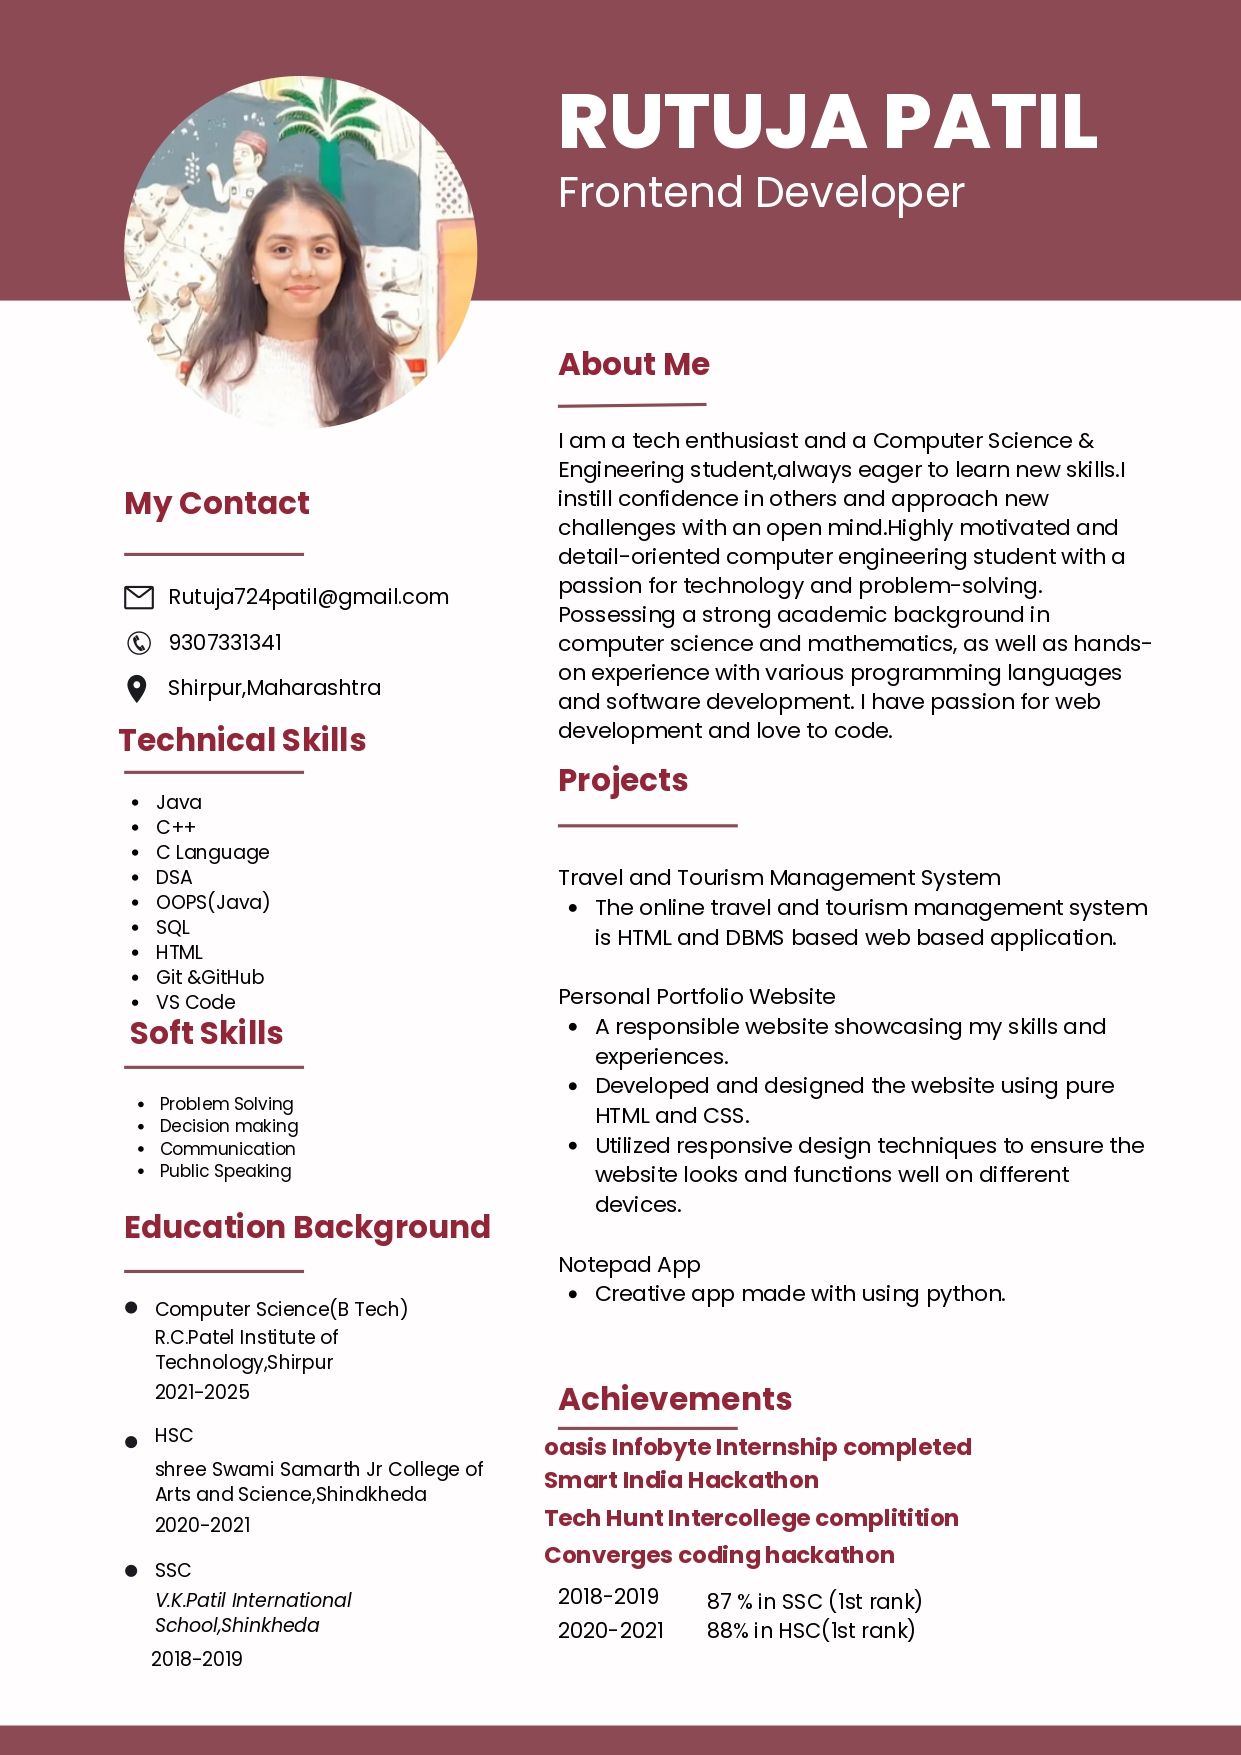 RUTUJA PATIL
Frontend Developer
My Contact
Rutuja724patil@gmail.com
9307331341
Shirpur,Maharashtra
Technical Skills
• Java
• C++
• C Language
• DSA
• OOPS(Java)
• SQL
• HTML
• Git &GitHub
• VS Code
Soft Skills
• Problem Solving
• Decision making
• Communication
• Public Speaking
Education Background
• Computer Science(B Tech)
R.C.Patel Institute of
Technology,Shirpur
2021-2025
• HSC
shree Swami Samarth Jr College of
Arts and Science,Shindkheda
2020-2021
• SSC
V.K.Patil International
School,Shinkheda
2018-2019
About Me
I am a tech enthusiast and a Computer Science &
Engineering student,always eager to learn new skills.I
instill confidence in others and approach new
challenges with an open mind.Highly motivated and
detail-oriented computer engineering student with a
passion for technology and problem-solving.
Possessing a strong academic background in
computer science and mathematics, as well as hands-
on experience with various programming languages
and software development. I have passion for web
development and love to code.
Projects
Travel and Tourism Management System
• The online travel and tourism management system
is HTML and DBMS based web based application.
Personal Portfolio Website
• A responsible website showcasing my skills and
experiences.
• Developed and designed the website using pure
HTML and CSS.
• Utilized responsive design techniques to ensure the
website looks and functions well on different
devices.
Notepad App
• Creative app made with using python.
Achievements
oasis Infobyte Internship completed
Smart India Hackathon
Tech Hunt Intercollege complitition
Converges coding hackathon
2018-2019 87 % in SSC (1st rank)
2020-2021 88% in HSC(1st rank)